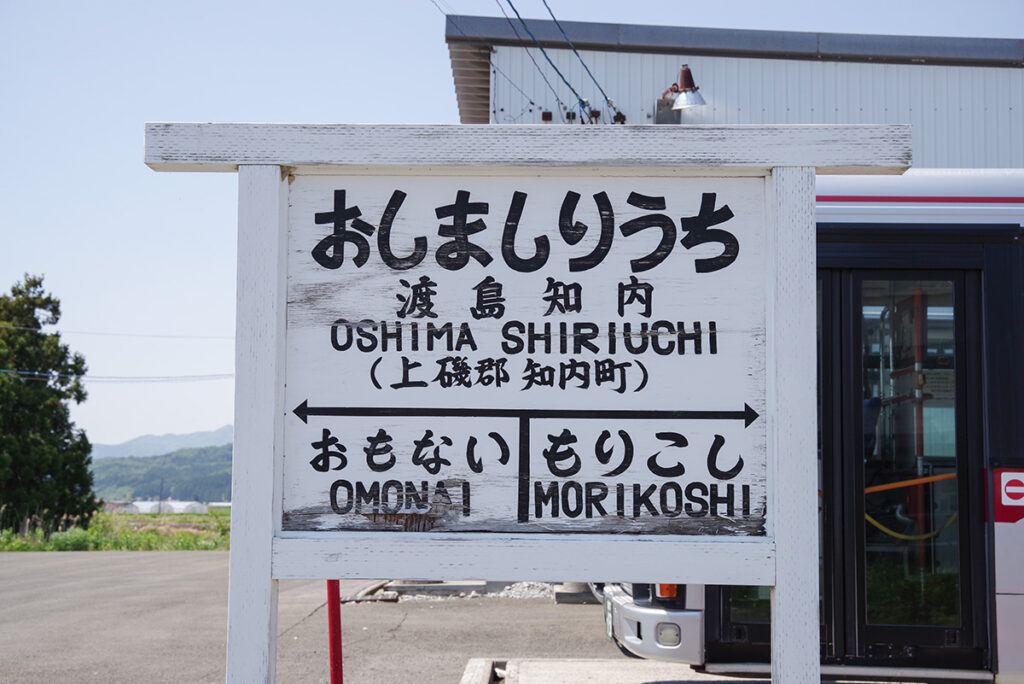 おしましりうち
渡島知内
OSHIMA SHIRIUCHI
(上磯郡 知内町)
おもない もりこし
OMONAI MORIKOSHI